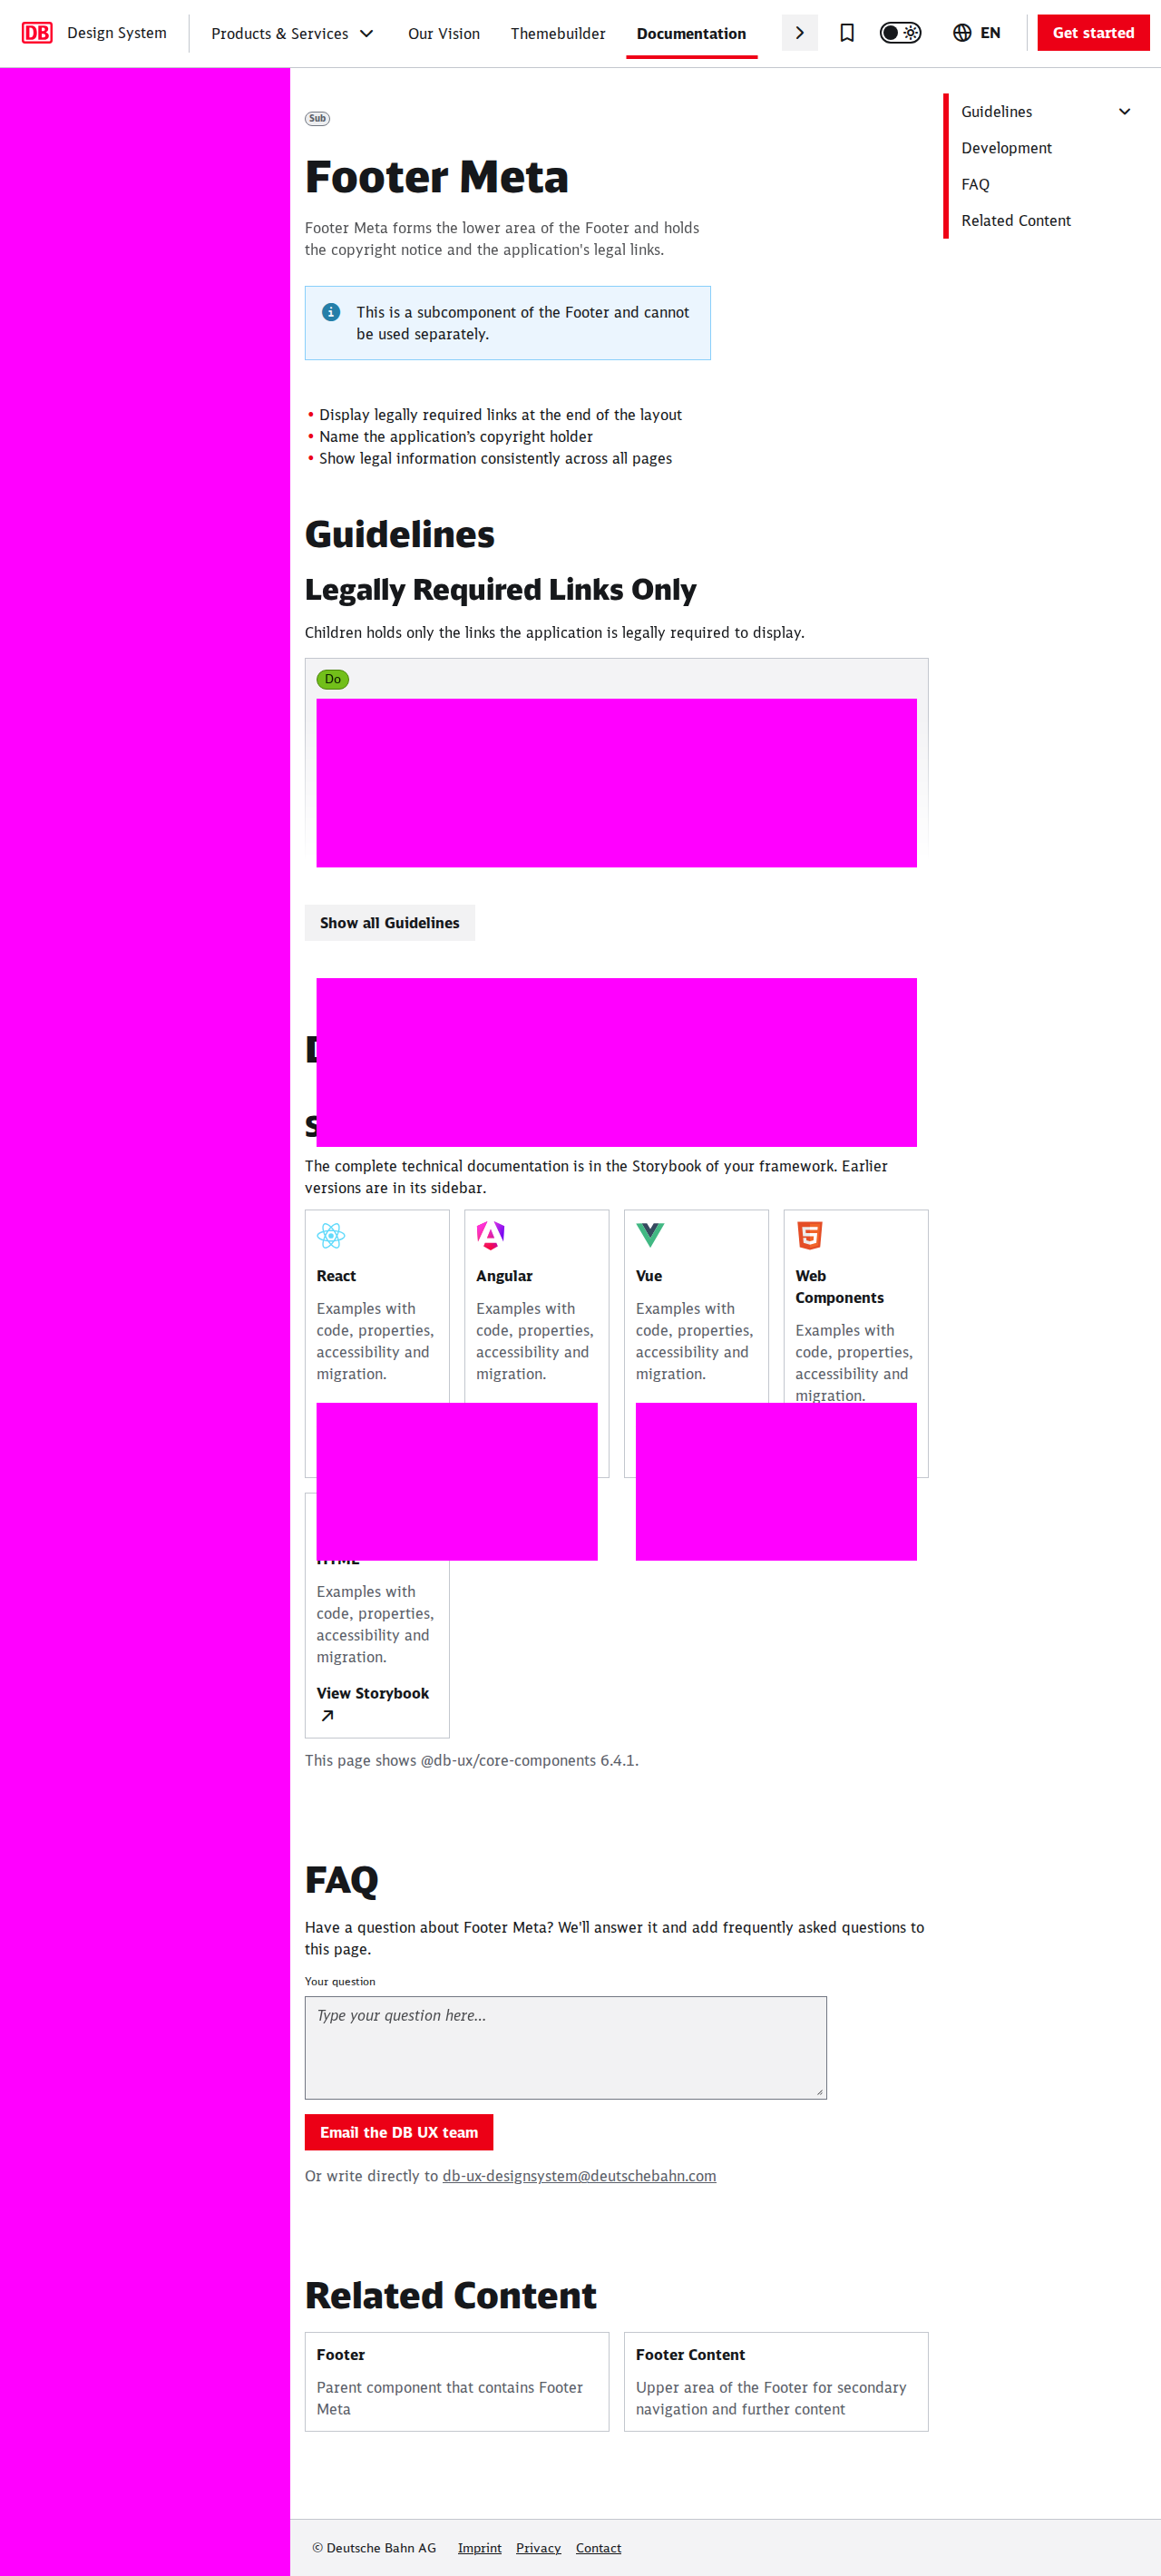 DB Design System Products & Services Our Vision Themebuilder Documentation EN Get started
Guidelines
Development
FAQ
Related Content
Sub
Footer Meta
Footer Meta forms the lower area of the Footer and holds
the copyright notice and the application's legal links.
This is a subcomponent of the Footer and cannot
be used separately.
• Display legally required links at the end of the layout
• Name the application’s copyright holder
• Show legal information consistently across all pages
Guidelines
Legally Required Links Only
Children holds only the links the application is legally required to display.
Do
Show all Guidelines
The complete technical documentation is in the Storybook of your framework. Earlier
versions are in its sidebar.
React
Examples with
code, properties,
accessibility and
migration.
Angular
Examples with
code, properties,
accessibility and
migration.
Vue
Examples with
code, properties,
accessibility and
migration.
Web
Components
Examples with
code, properties,
accessibility and
migration.
Examples with
code, properties,
accessibility and
migration.
View Storybook
This page shows @db-ux/core-components 6.4.1.
FAQ
Have a question about Footer Meta? We'll answer it and add frequently asked questions to
this page.
Your question
Type your question here...
Email the DB UX team
Or write directly to db-ux-designsystem@deutschebahn.com
Related Content
Footer
Parent component that contains Footer
Meta
Footer Content
Upper area of the Footer for secondary
navigation and further content
© Deutsche Bahn AG Imprint Privacy Contact